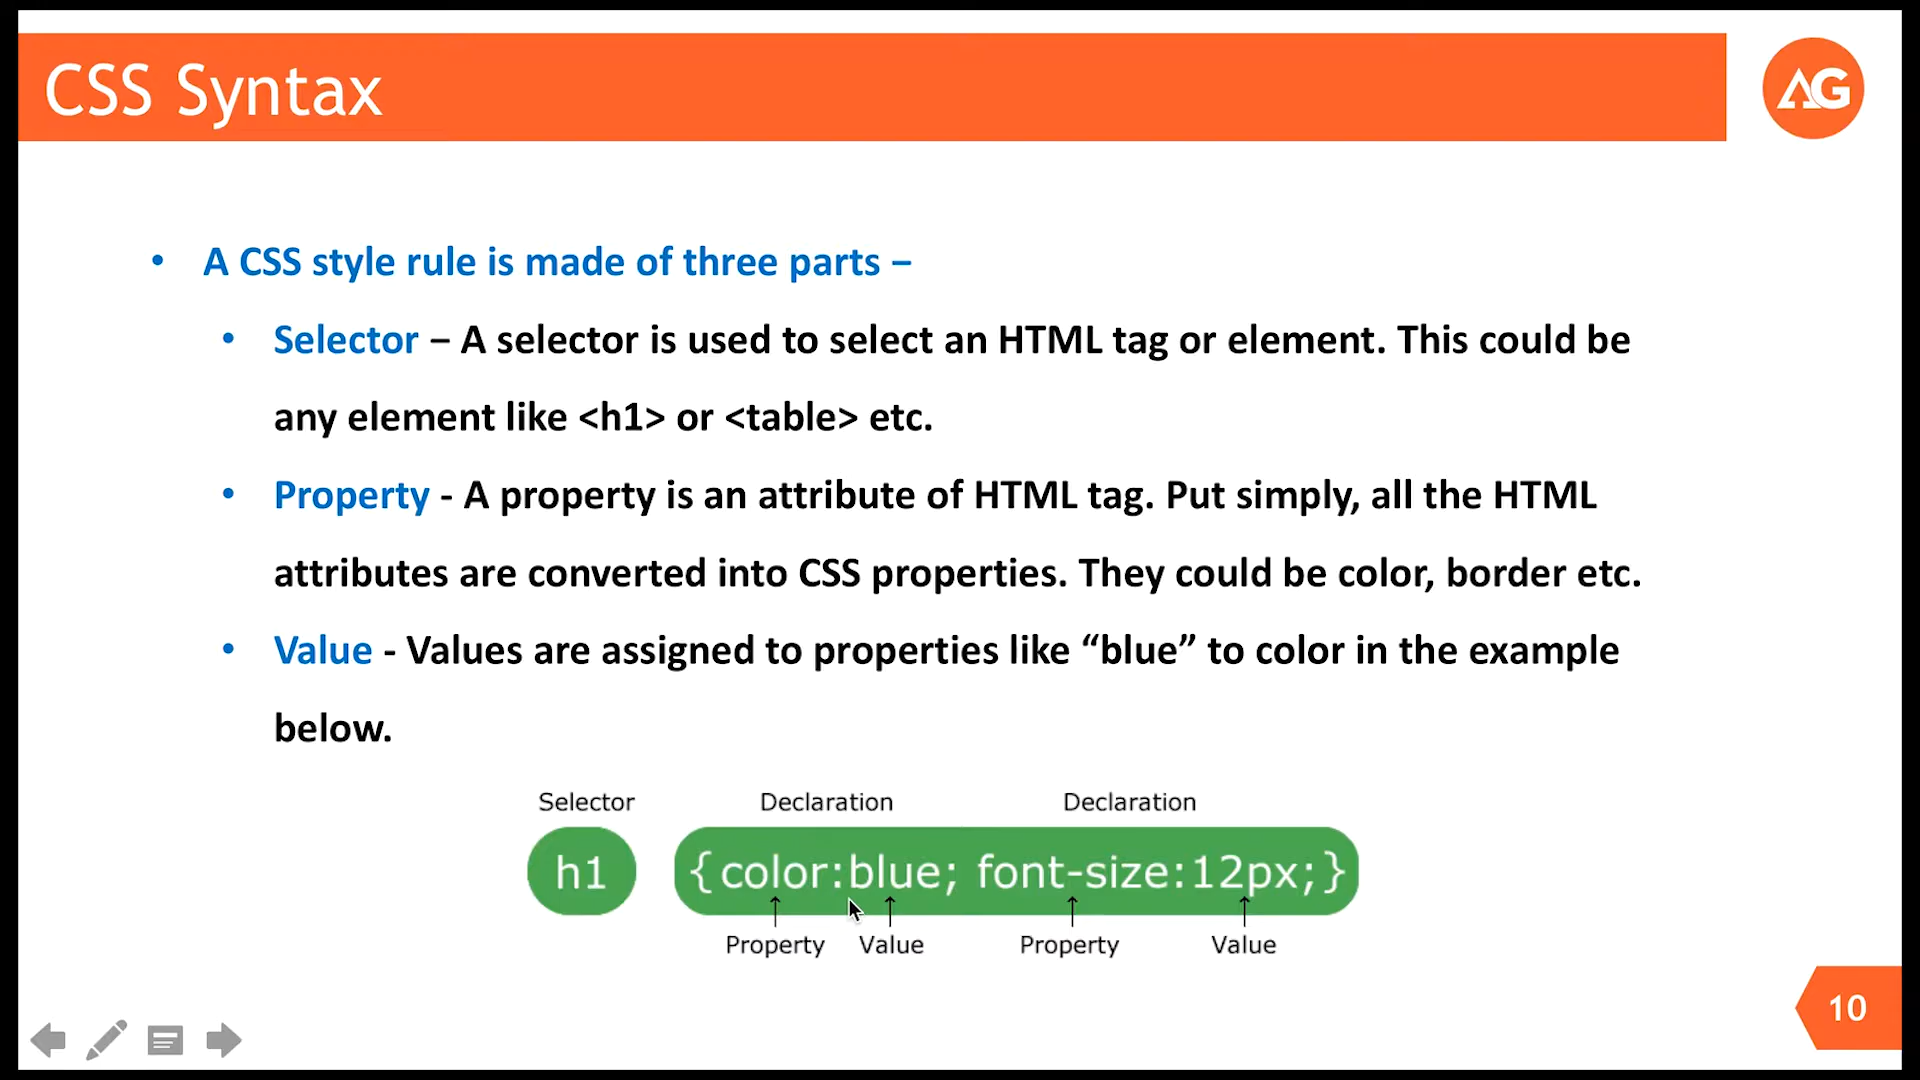 CSS Syntax
AG
• A CSS style rule is made of three parts –
• Selector – A selector is used to select an HTML tag or element. This could be
any element like <h1> or <table> etc.
• Property - A property is an attribute of HTML tag. Put simply, all the HTML
attributes are converted into CSS properties. They could be color, border etc.
• Value - Values are assigned to properties like “blue” to color in the example
below.
Selector Declaration Declaration
h1 {color:blue; font-size:12px;}
Property Value Property Value
10